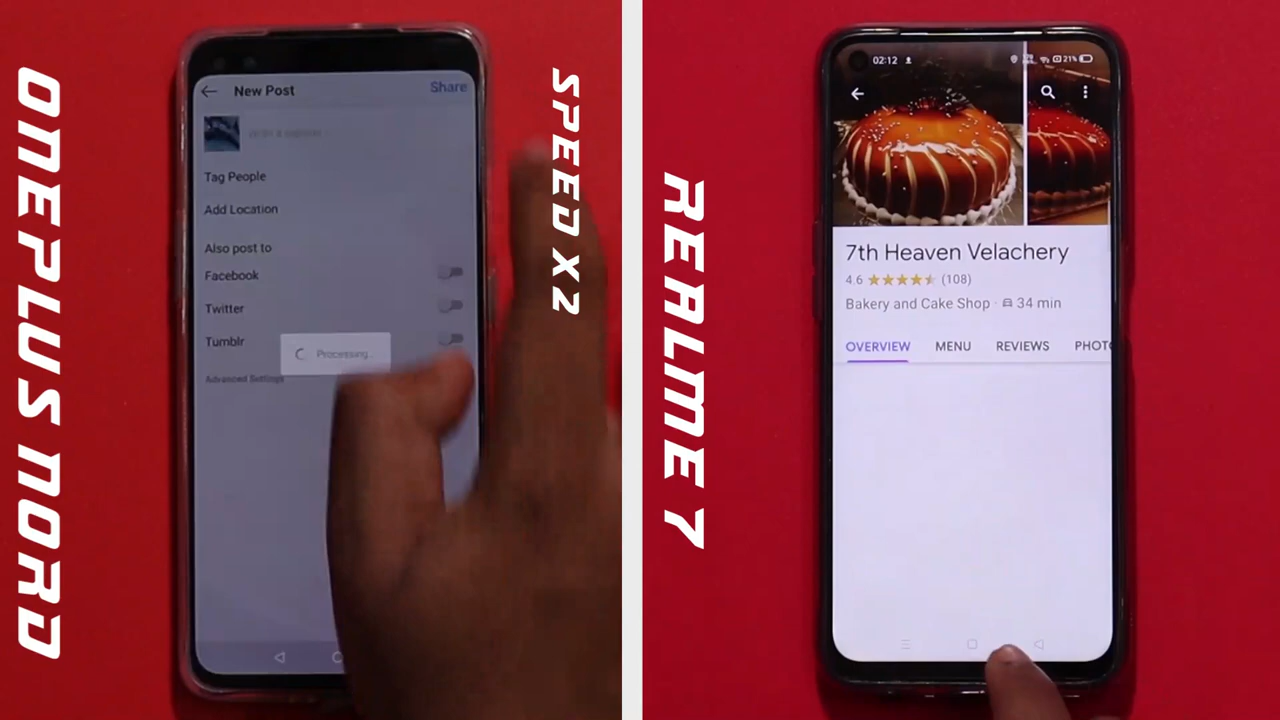 ONEPLUS NORD
New Post
Share
Tag People
Add Location
Also post to
Facebook
Twitter
Tumblr
Processing...
Advanced Settings
SPEED X 2
REALME 7
02:12
21%
7th Heaven Velachery
4.6 (108)
Bakery and Cake Shop · 34 min
OVERVIEW MENU REVIEWS PHOTO